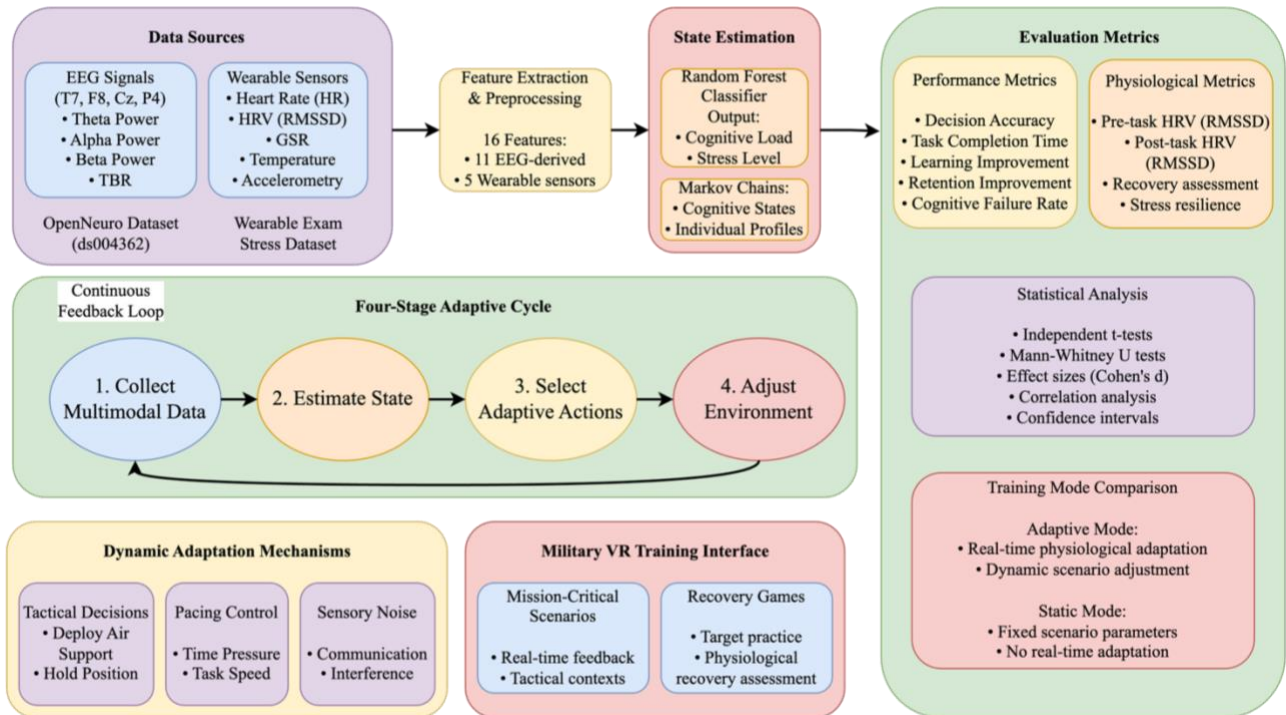 Data Sources
EEG Signals
(T7, F8, Cz, P4)
• Theta Power
• Alpha Power
• Beta Power
• TBR
Wearable Sensors
• Heart Rate (HR)
• HRV (RMSSD)
• GSR
• Temperature
• Accelerometry
OpenNeuro Dataset
(ds004362)
Wearable Exam
Stress Dataset
Feature Extraction
& Preprocessing
16 Features:
• 11 EEG-derived
• 5 Wearable sensors
State Estimation
Random Forest
Classifier
Output:
• Cognitive Load
• Stress Level
Markov Chains:
• Cognitive States
• Individual Profiles
Evaluation Metrics
Performance Metrics
• Decision Accuracy
• Task Completion Time
• Learning Improvement
• Retention Improvement
• Cognitive Failure Rate
Physiological Metrics
• Pre-task HRV (RMSSD)
• Post-task HRV
(RMSSD)
• Recovery assessment
• Stress resilience
Statistical Analysis
• Independent t-tests
• Mann-Whitney U tests
• Effect sizes (Cohen's d)
• Correlation analysis
• Confidence intervals
Training Mode Comparison
Adaptive Mode:
• Real-time physiological adaptation
• Dynamic scenario adjustment
Static Mode:
• Fixed scenario parameters
• No real-time adaptation
Continuous
Feedback Loop
Four-Stage Adaptive Cycle
1. Collect
Multimodal Data
2. Estimate State
3. Select
Adaptive Actions
4. Adjust
Environment
Dynamic Adaptation Mechanisms
Tactical Decisions
• Deploy Air
Support
• Hold Position
Pacing Control
• Time Pressure
• Task Speed
Sensory Noise
• Communication
• Interference
Military VR Training Interface
Mission-Critical
Scenarios
• Real-time feedback
• Tactical contexts
Recovery Games
• Target practice
• Physiological
recovery assessment